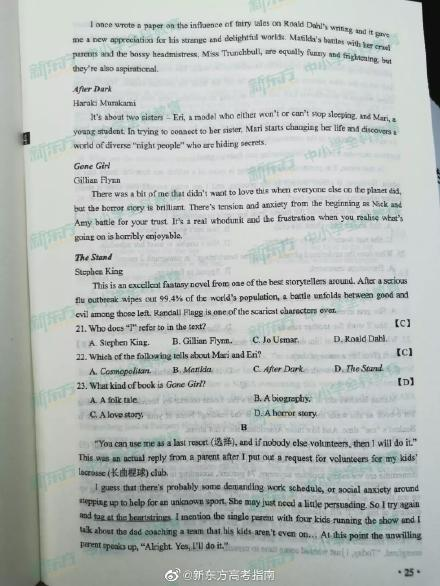 I once wrote a paper on the influence of fairy tales on Roald Dahl's writing and it gave
me a new appreciation for his strange and delightful worlds. Matilda's battles with her cruel
parents and the bossy headmistress, Miss Trunchbull, are equally funny and frightening, but
they're also aspirational.
After Dark
Haruki Murakami
It's about two sisters – Eri, a model who either won't or can't stop sleeping, and Mari, a
young student. In trying to connect to her sister, Mari starts changing her life and discovers a
world of diverse "night people" who are hiding secrets.
Gone Girl
Gillian Flynn
There was a bit of me that didn't want to love this when everyone else on the planet did,
but the horror story is brilliant. There's tension and anxiety from the beginning as Nick and
Amy battle for your trust. It's a real whodunit and the frustration when you realise what's
going on is horribly enjoyable.
The Stand
Stephen King
This is an excellent fantasy novel from one of the best storytellers around. After a serious
flu outbreak wipes out 99.4% of the world's population, a battle unfolds between good and
evil among those left. Randall Flagg is one of the scariest characters ever.
21. Who does "I" refer to in the text? 【C】
A. Stephen King. B. Gillian Flynn. C. Jo Usmar. D. Roald Dahl.
22. Which of the following tells about Mari and Eri? 【C】
A. Cosmopolitan. B. Matilda. C. After Dark. D. The Stand.
23. What kind of book is Gone Girl? 【D】
A. A folk tale. B. A biography.
C. A love story. D. A horror story.
B
"You can use me as a last resort (选择), and if nobody else volunteers, then I will do it."
This was an actual reply from a parent after I put out a request for volunteers for my kids'
lacrosse (长曲棍球) club.
I guess that there's probably some demanding work schedule, or social anxiety around
stepping up to help for an unknown sport. She may just need a little persuading. So I try again
and tug at the heartstrings. I mention the single parent with four kids running the show and I
talk about the dad coaching a team that his kids aren't even on... At this point the unwilling
parent speaks up, "Alright. Yes, I'll do it."
· 25 ·
@新东方高考指南